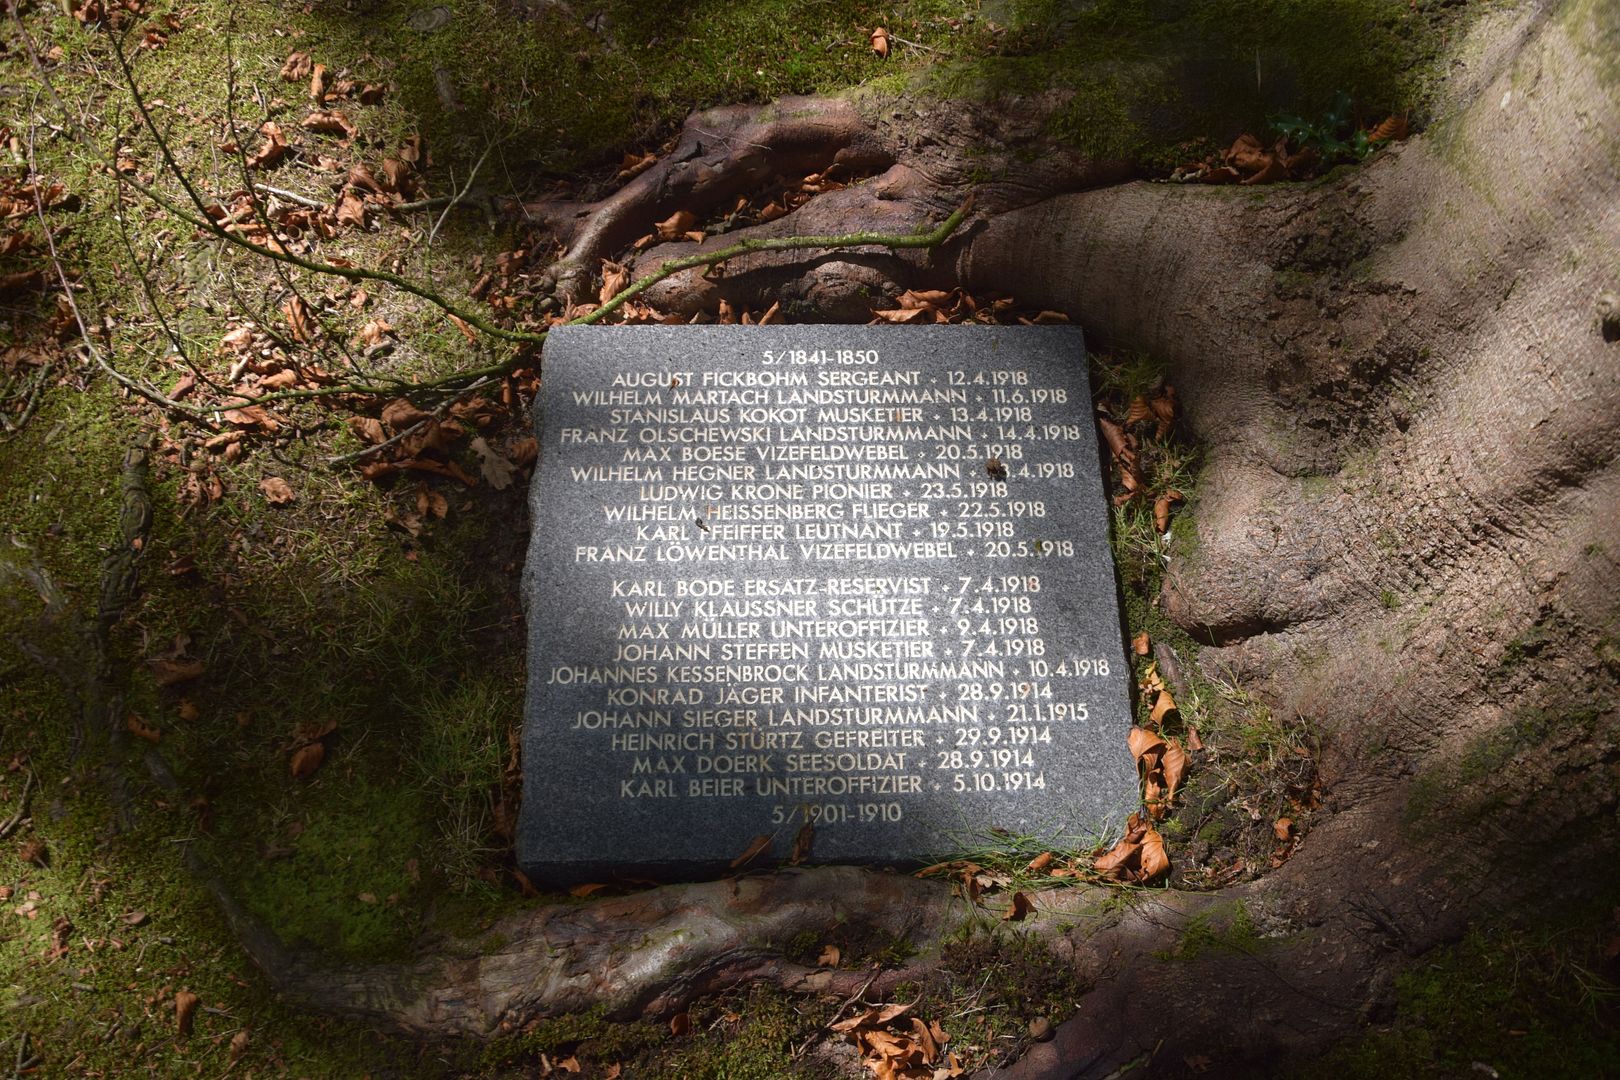 5/1841-1850
AUGUST FICKBOHM SERGEANT + 12.4.1918
WILHELM MARTACH LANDSTURMMANN + 11.6.1918
STANISLAUS KOKOT MUSKETIER + 13.4.1918
FRANZ OLSCHEWSKI LANDSTURMMANN + 14.4.1918
MAX BOESE VIZEFELDWEBEL + 20.5.1918
WILHELM HEGNER LANDSTURMMANN +
LUDWIG KRONE PIONIER + 23.5.1918
WILHELM HEISSENBERG FLIEGER + 22.5.1918
KARL PFEIFFER LEUTNANT + 19.5.1918
FRANZ LÖWENTHAL VIZEFELDWEBEL + 20.5.1918
KARL BODE ERSATZ-RESERVIST + 7.4.1918
WILLY KLAUSSNER SCHÜTZE + 7.4.1918
MAX MÜLLER UNTEROFFIZIER + 9.4.1918
JOHANN STEFFEN MUSKETIER + 7.4.1918
JOHANNES KESSENBROCK LANDSTURMMANN + 10.4.1918
KONRAD JÄGER INFANTERIST + 28.9.1914
JOHANN SIEGER LANDSTURMMANN + 21.1.1915
HEINRICH STÜRTZ GEFREITER + 29.9.1914
MAX DOERK SEESOLDAT + 28.9.1914
KARL BEIER UNTEROFFIZIER + 5.10.1914
5/1901-1910